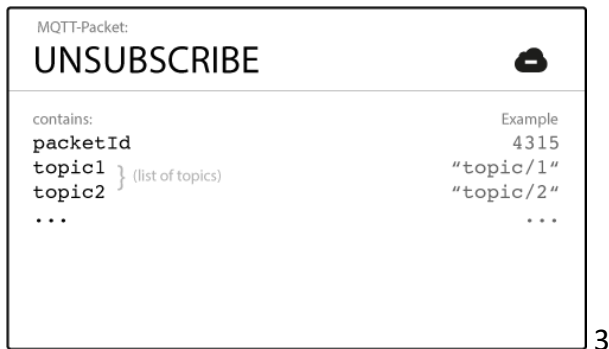 MQTT-Packet:
UNSUBSCRIBE
contains: Example
packetId 4315
topic1 } (list of topics) “topic/1“
topic2 “topic/2“
... ...
3